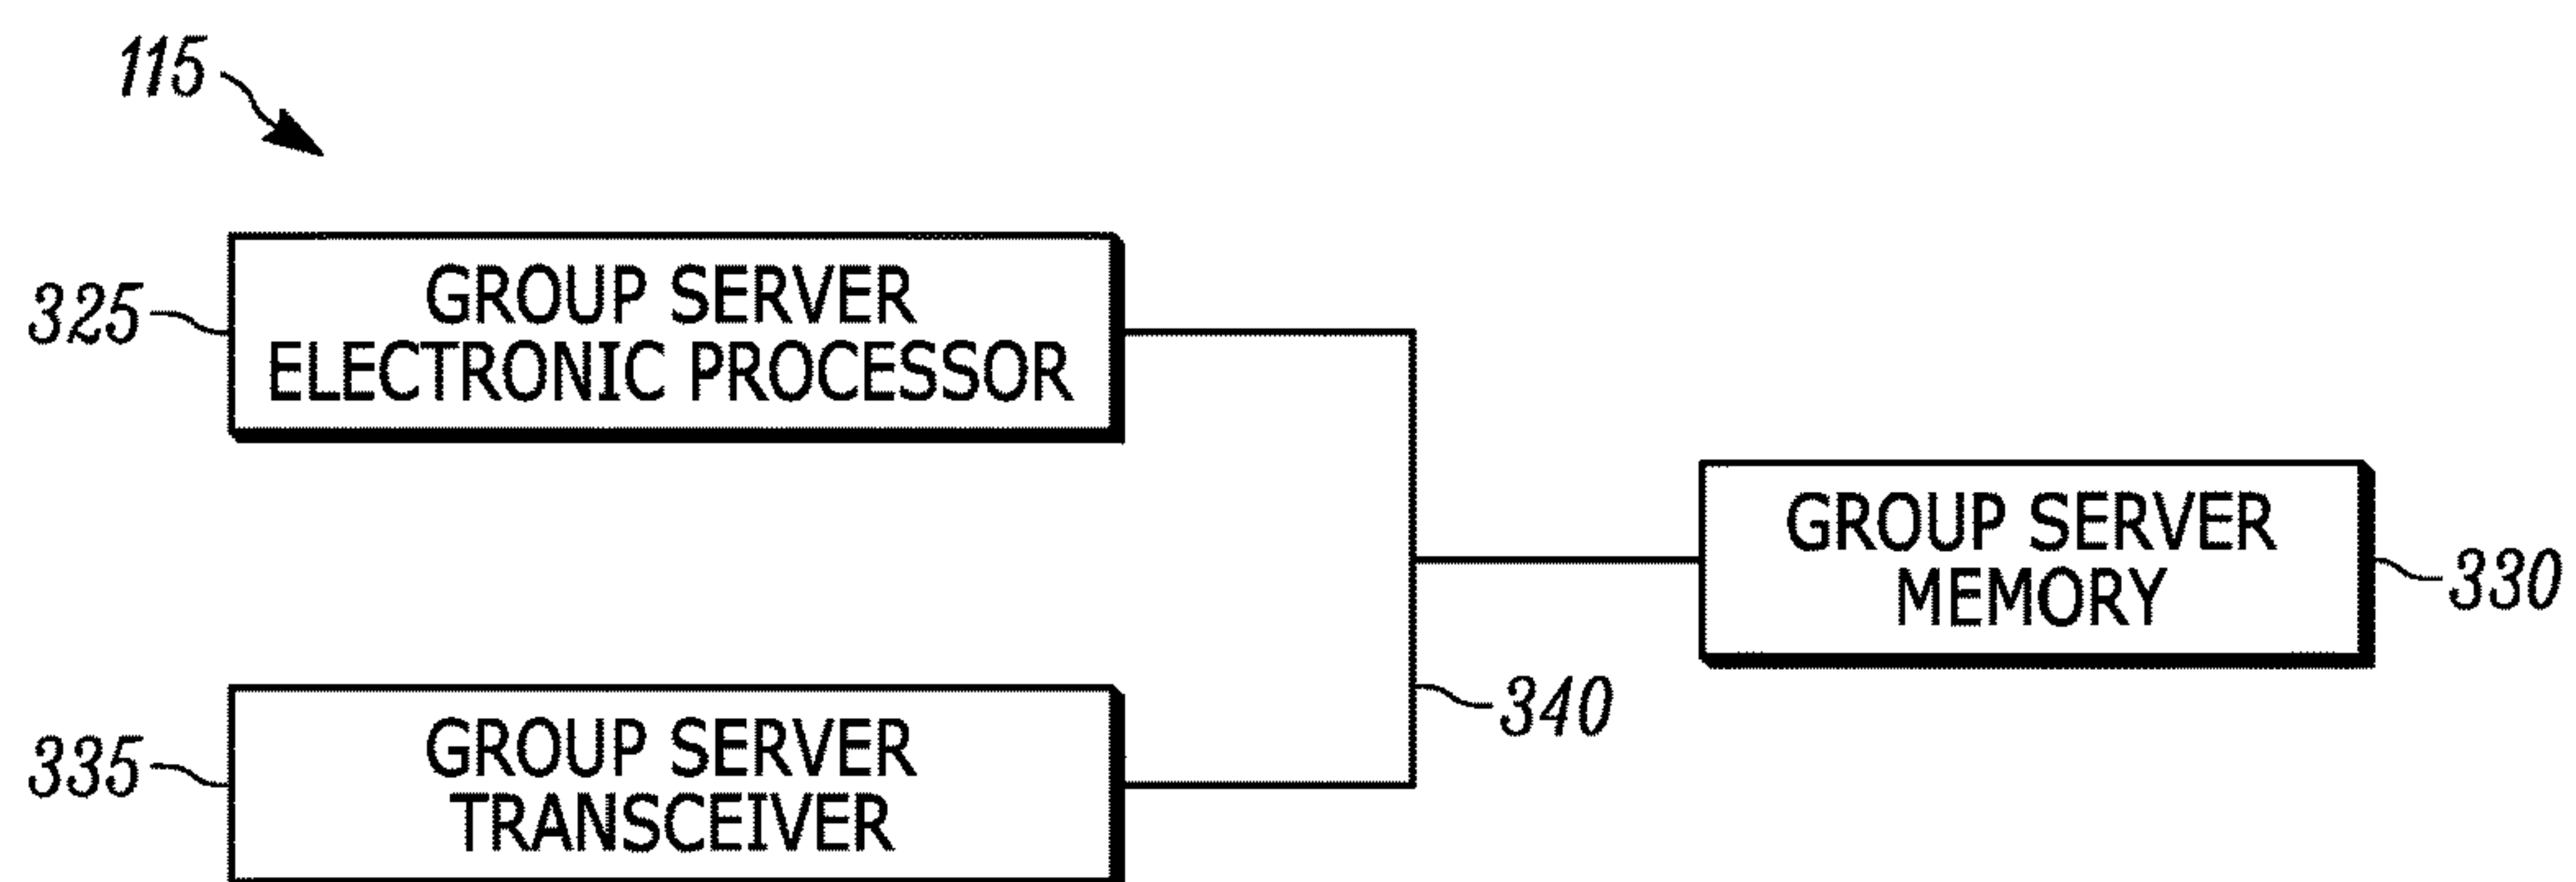 115
325
GROUP SERVER
ELECTRONIC PROCESSOR
GROUP SERVER
MEMORY
330
340
335
GROUP SERVER
TRANSCEIVER